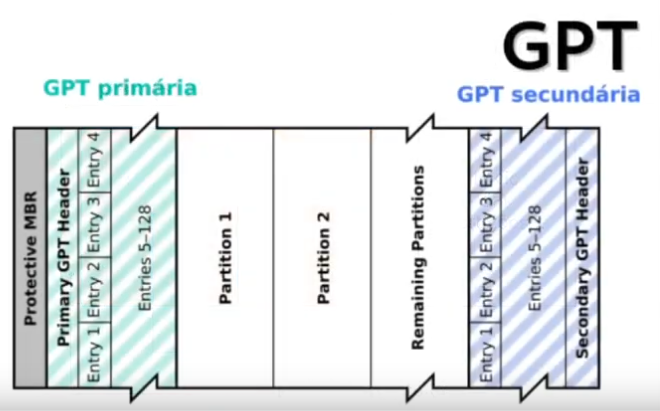 GPT
GPT primária
GPT secundária
Protective MBR
Primary GPT Header
Entry 1
Entry 2
Entry 3
Entry 4
Entries 5–128
Partition 1
Partition 2
Remaining Partitions
Entry 1
Entry 2
Entry 3
Entry 4
Entries 5–128
Secondary GPT Header